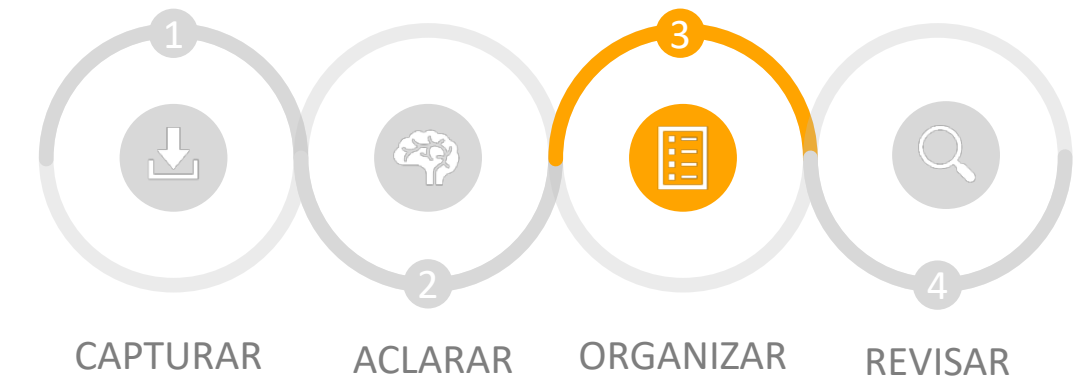 1
3
2
4
CAPTURAR
ACLARAR
ORGANIZAR
REVISAR